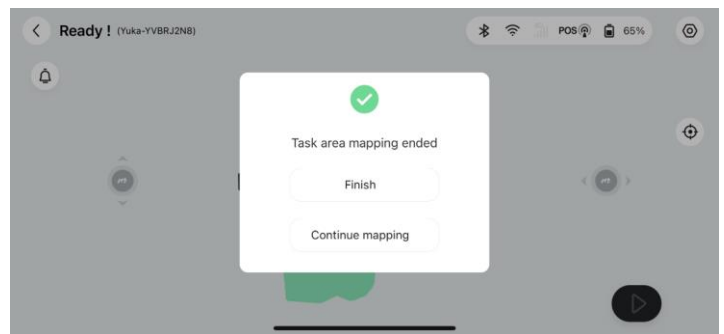 Ready ! (Yuka-YVBRJ2N8)
POS 65%
Task area mapping ended
Finish
Continue mapping